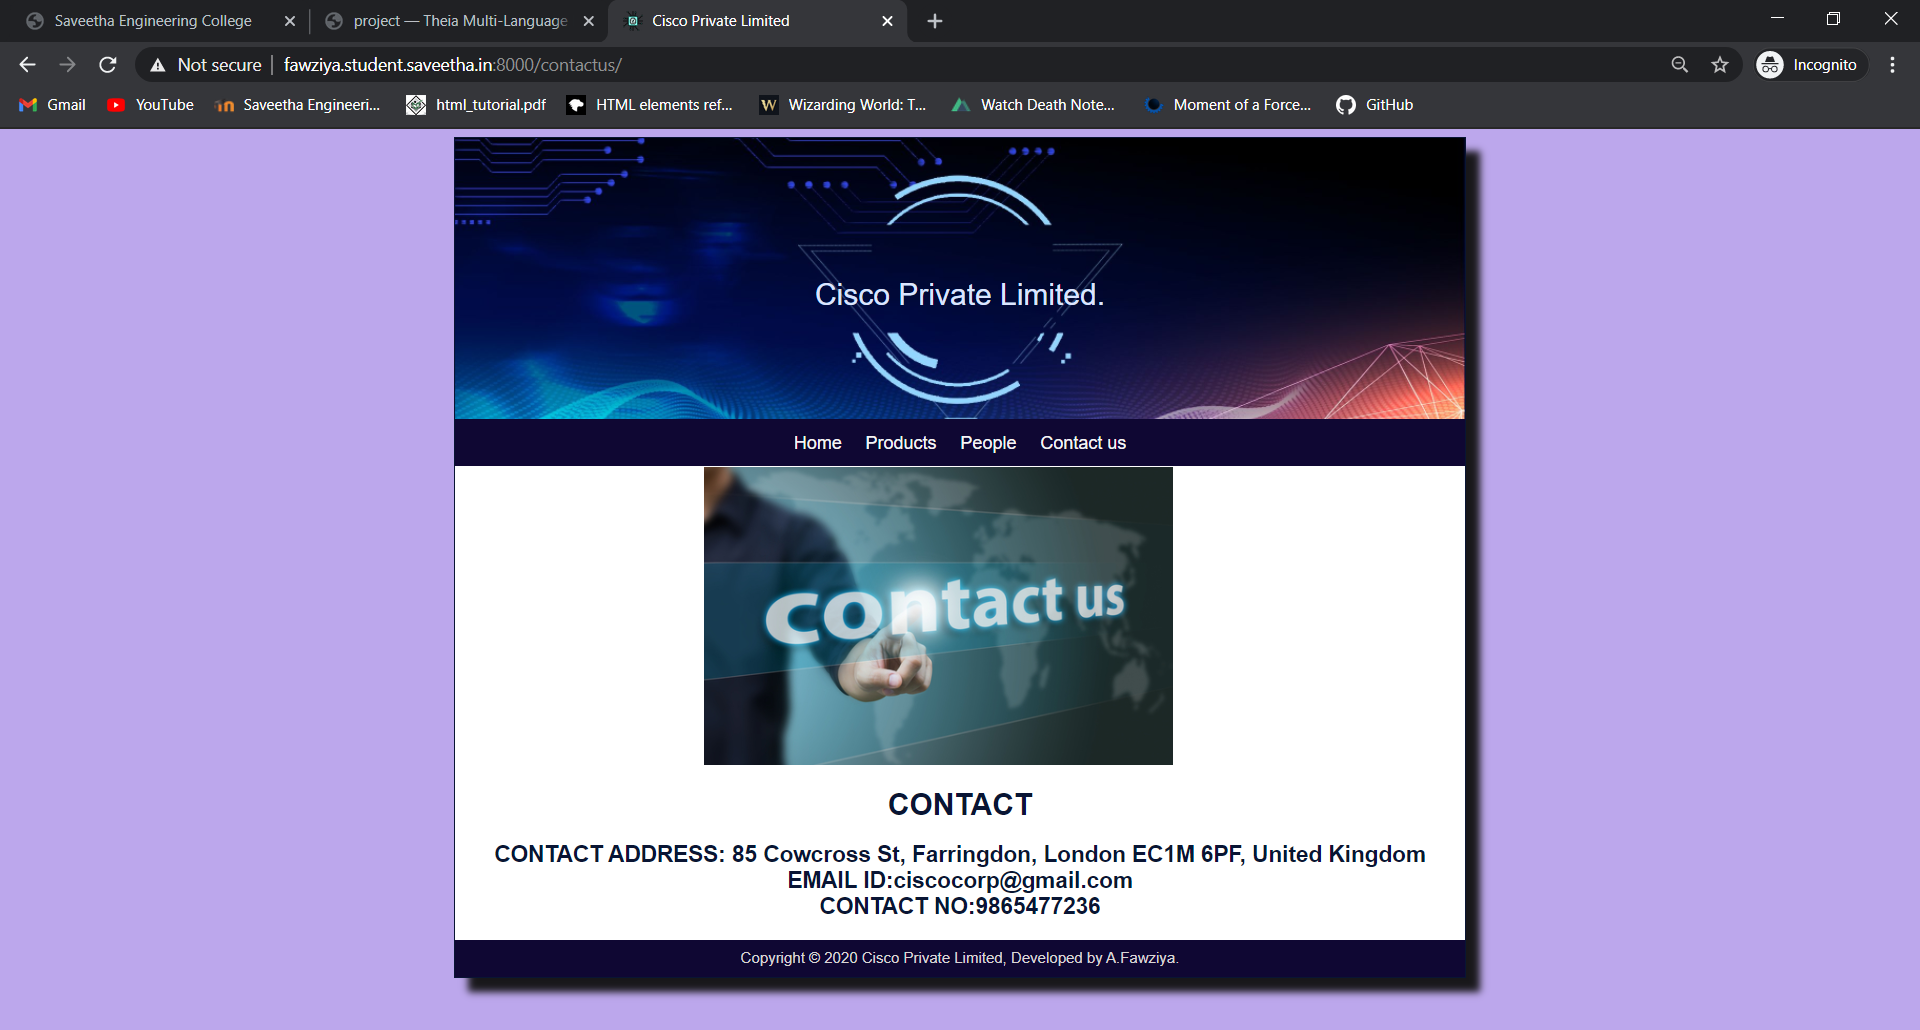 Saveetha Engineering College
project — Theia Multi-Language
Cisco Private Limited
Not secure
fawziya.student.saveetha.in:8000/contactus/
Incognito
Gmail
YouTube
Saveetha Engineeri...
html_tutorial.pdf
HTML elements ref...
W
Wizarding World: T...
Watch Death Note...
Moment of a Force...
GitHub
Cisco Private Limited.
Home Products People Contact us
contact us
CONTACT
CONTACT ADDRESS: 85 Cowcross St, Farringdon, London EC1M 6PF, United Kingdom
EMAIL ID:ciscocorp@gmail.com
CONTACT NO:9865477236
Copyright © 2020 Cisco Private Limited, Developed by A.Fawziya.